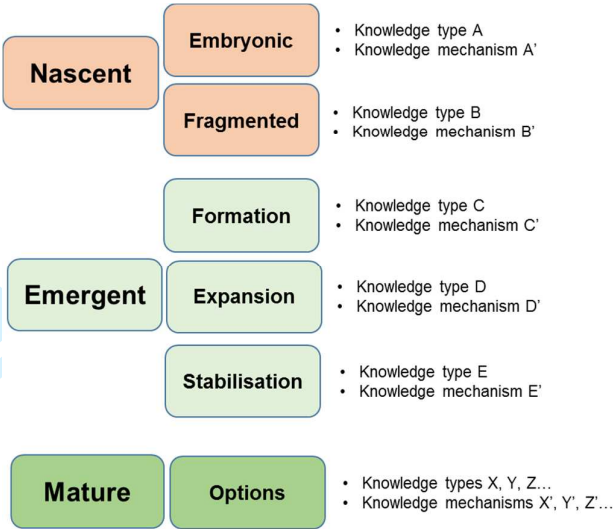 Nascent
Embryonic
• Knowledge type A
• Knowledge mechanism A’
Fragmented
• Knowledge type B
• Knowledge mechanism B’
Emergent
Formation
• Knowledge type C
• Knowledge mechanism C’
Expansion
• Knowledge type D
• Knowledge mechanism D’
Stabilisation
• Knowledge type E
• Knowledge mechanism E’
Mature
Options
• Knowledge types X, Y, Z…
• Knowledge mechanisms X’, Y’, Z’…